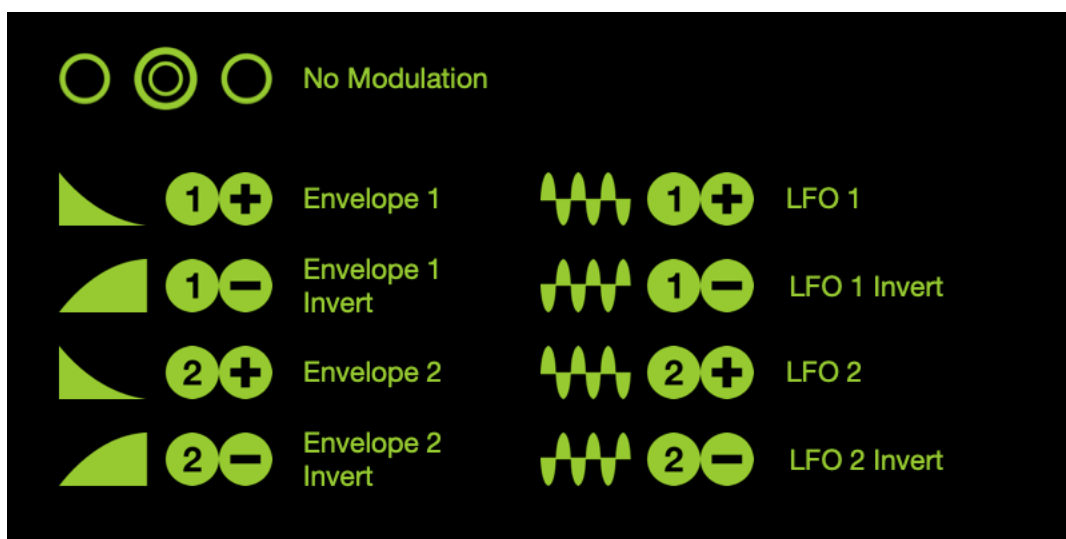 No Modulation
1+ Envelope 1
1+ LFO 1
1− Envelope 1
Invert
1− LFO 1 Invert
2+ Envelope 2
2+ LFO 2
2− Envelope 2
Invert
2− LFO 2 Invert